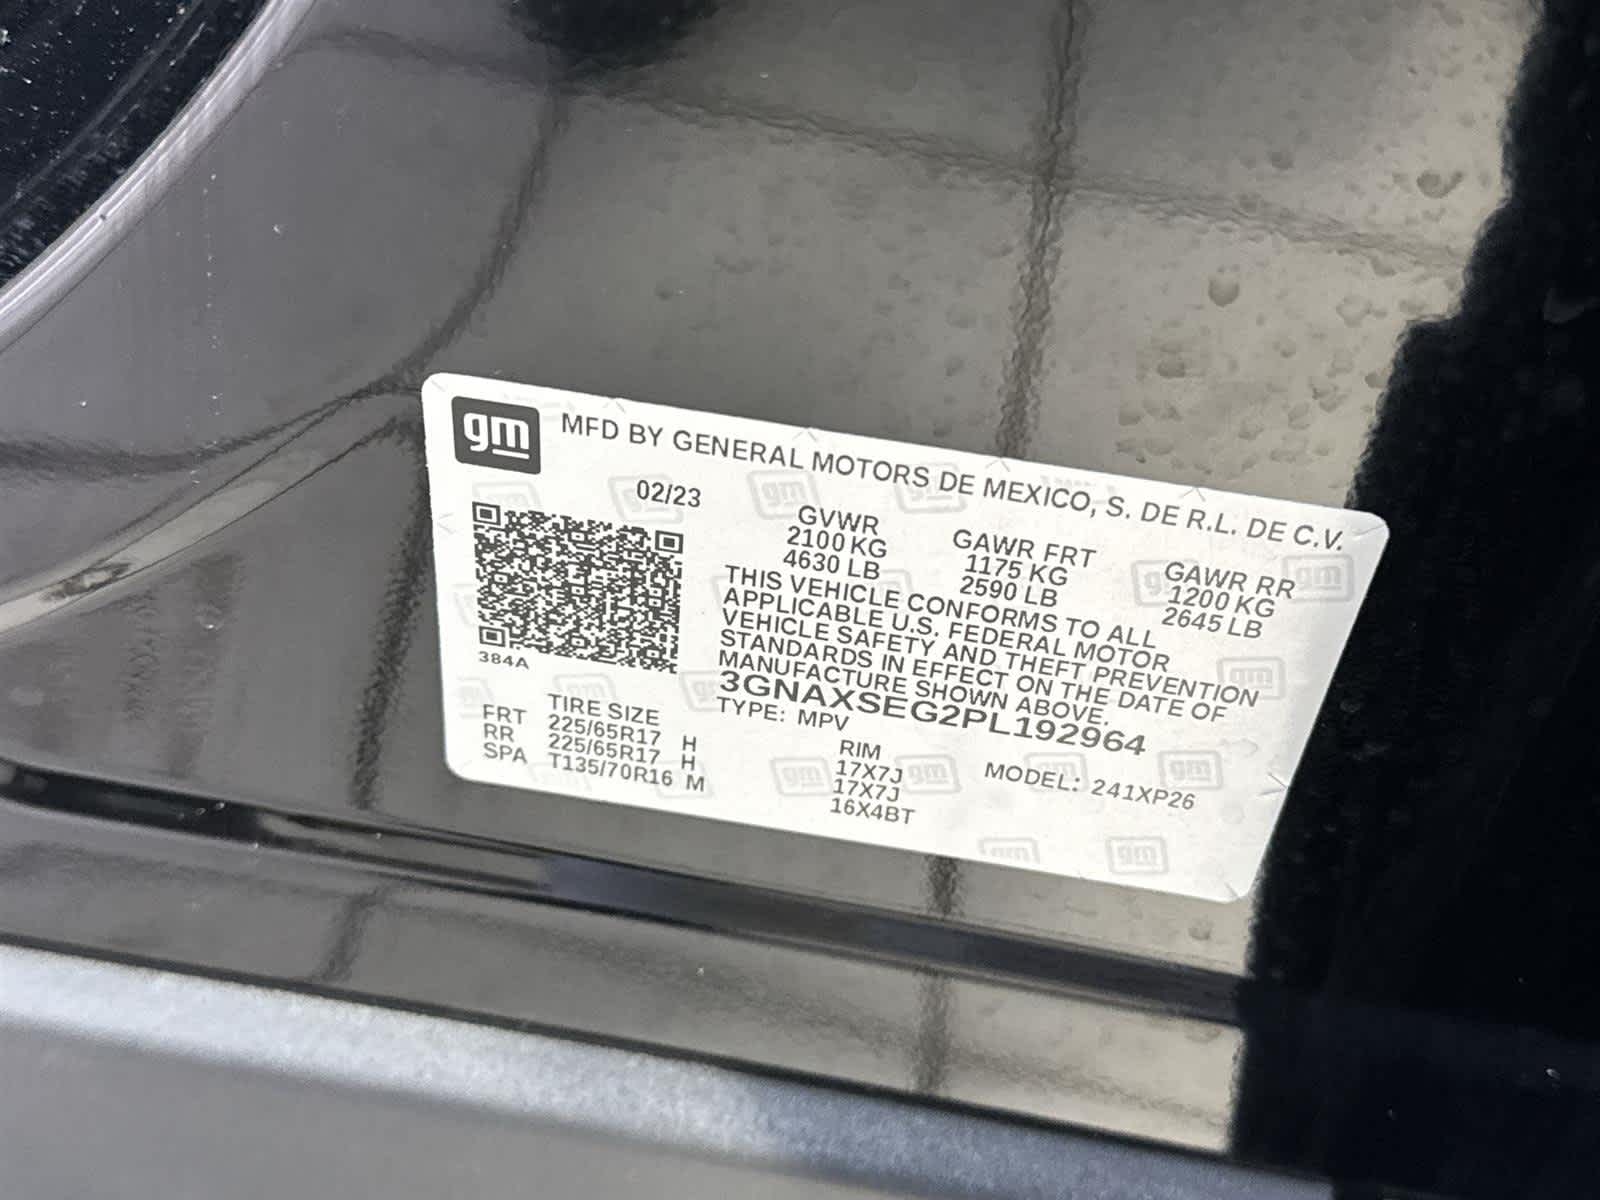 gm MFD BY GENERAL MOTORS DE MEXICO, S. DE R.L. DE C.V.
02/23
GVWR GAWR FRT GAWR RR
2100 KG 1175 KG 1200 KG
4630 LB 2590 LB 2645 LB
THIS VEHICLE CONFORMS TO ALL
APPLICABLE U.S. FEDERAL MOTOR
VEHICLE SAFETY AND THEFT PREVENTION
STANDARDS IN EFFECT ON THE DATE OF
MANUFACTURE SHOWN ABOVE.
384A
3GNAXSEG2PL192964
TYPE: MPV MODEL: 241XP26
TIRE SIZE RIM
FRT 225/65R17 H 17X7J
RR 225/65R17 H 17X7J
SPA T135/70R16 M 16X4BT